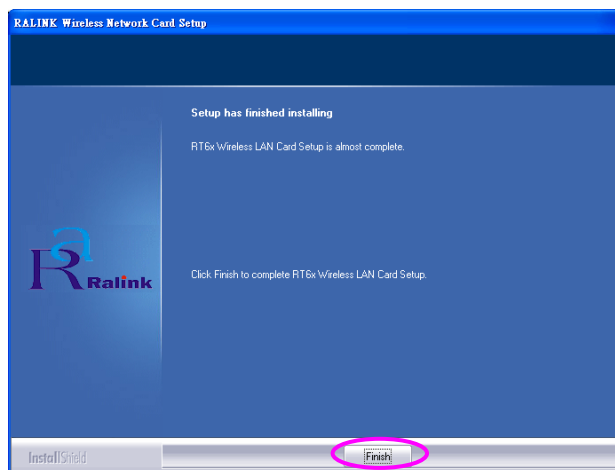 RALINK Wireless Network Card Setup
Setup has finished installing
RT6x Wireless LAN Card Setup is almost complete.
Ra
Ralink
Click Finish to complete RT6x Wireless LAN Card Setup.
InstallShield
Finish